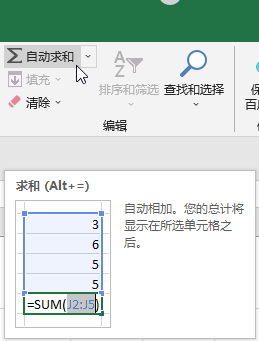 自动求和
填充
清除
排序和筛选
查找和选择
编辑
求和 (Alt+=)
3
6
5
5
=SUM(J2:J5)
自动相加。您的总计将
显示在所选单元格之
后。